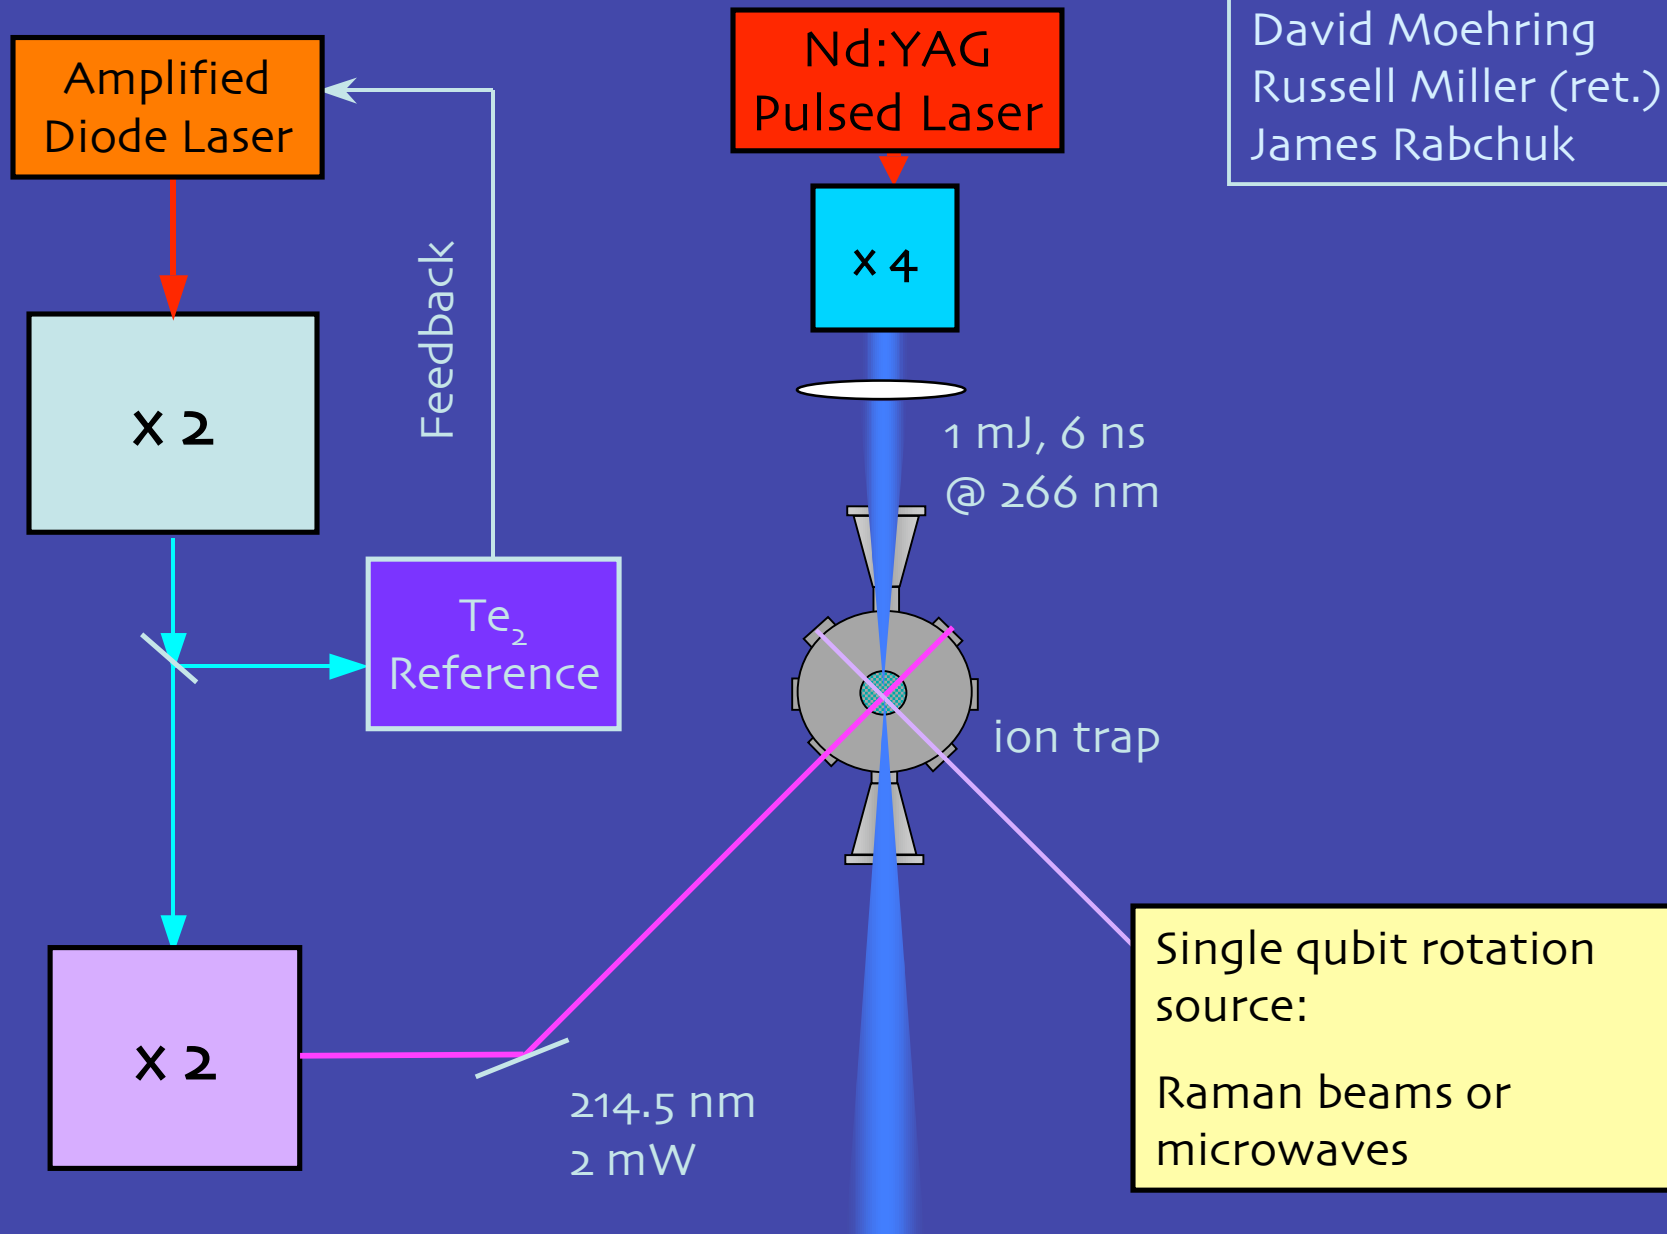 David Moehring
Russell Miller (ret.)
James Rabchuk
Amplified
Diode Laser
Nd:YAG
Pulsed Laser
x 4
Feedback
x 2
1 mJ, 6 ns
@ 266 nm
Te2
Reference
ion trap
x 2
214.5 nm
2 mW
Single qubit rotation
source:
Raman beams or
microwaves